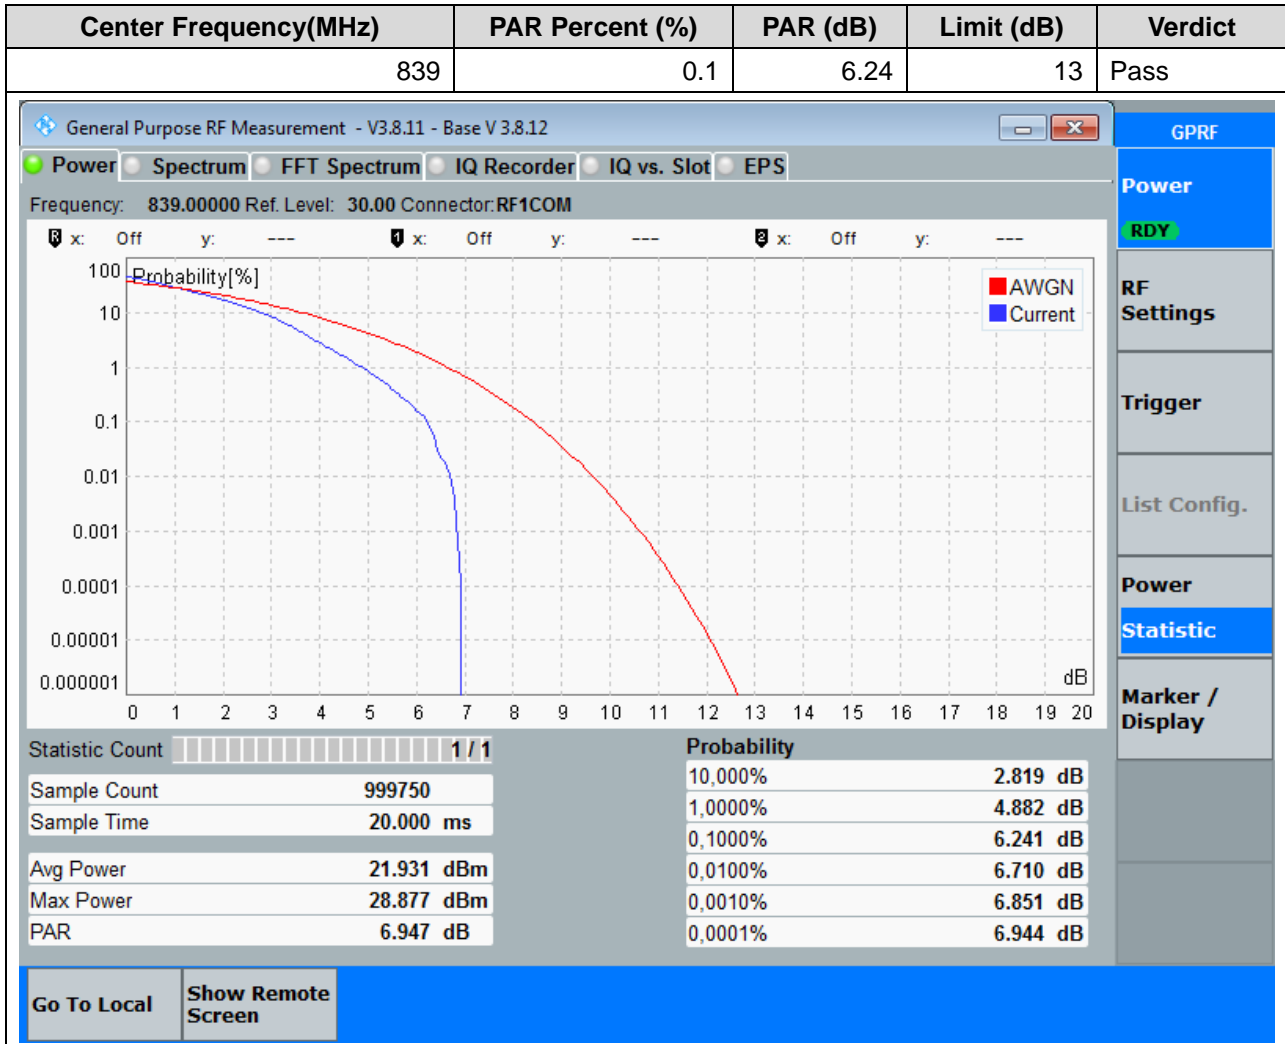 Center Frequency(MHz) PAR Percent (%) PAR (dB) Limit (dB) Verdict
839 0.1 6.24 13 Pass
General Purpose RF Measurement - V3.8.11 - Base V 3.8.12
GPRF
Power Spectrum FFT Spectrum IQ Recorder IQ vs. Slot EPS
Frequency: 839.00000 Ref. Level: 30.00 Connector:RF1COM
R x: Off y: --- 1 x: Off y: --- 2 x: Off y: ---
Probability[%]
AWGN
Current
100
10
1
0.1
0.01
0.001
0.0001
0.00001
0.000001
dB
0 1 2 3 4 5 6 7 8 9 10 11 12 13 14 15 16 17 18 19 20
Statistic Count 1 / 1
Sample Count 999750
Sample Time 20.000 ms
Avg Power 21.931 dBm
Max Power 28.877 dBm
PAR 6.947 dB
Probability
10,000% 2.819 dB
1,0000% 4.882 dB
0,1000% 6.241 dB
0,0100% 6.710 dB
0,0010% 6.851 dB
0,0001% 6.944 dB
Power
RDY
RF
Settings
Trigger
List Config.
Power
Statistic
Marker /
Display
Go To Local
Show Remote
Screen